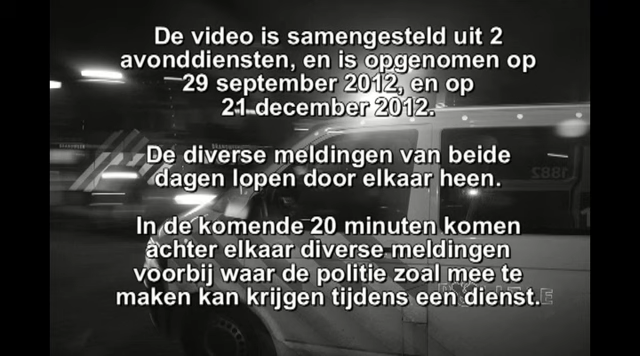 De video is samengesteld uit 2
avonddiensten, en is opgenomen op
29 september 2012, en op
21 december 2012.
De diverse meldingen van beide
dagen lopen door elkaar heen.
In de komende 20 minuten komen
achter elkaar diverse meldingen
voorbij waar de politie zoal mee te
maken kan krijgen tijdens een dienst.